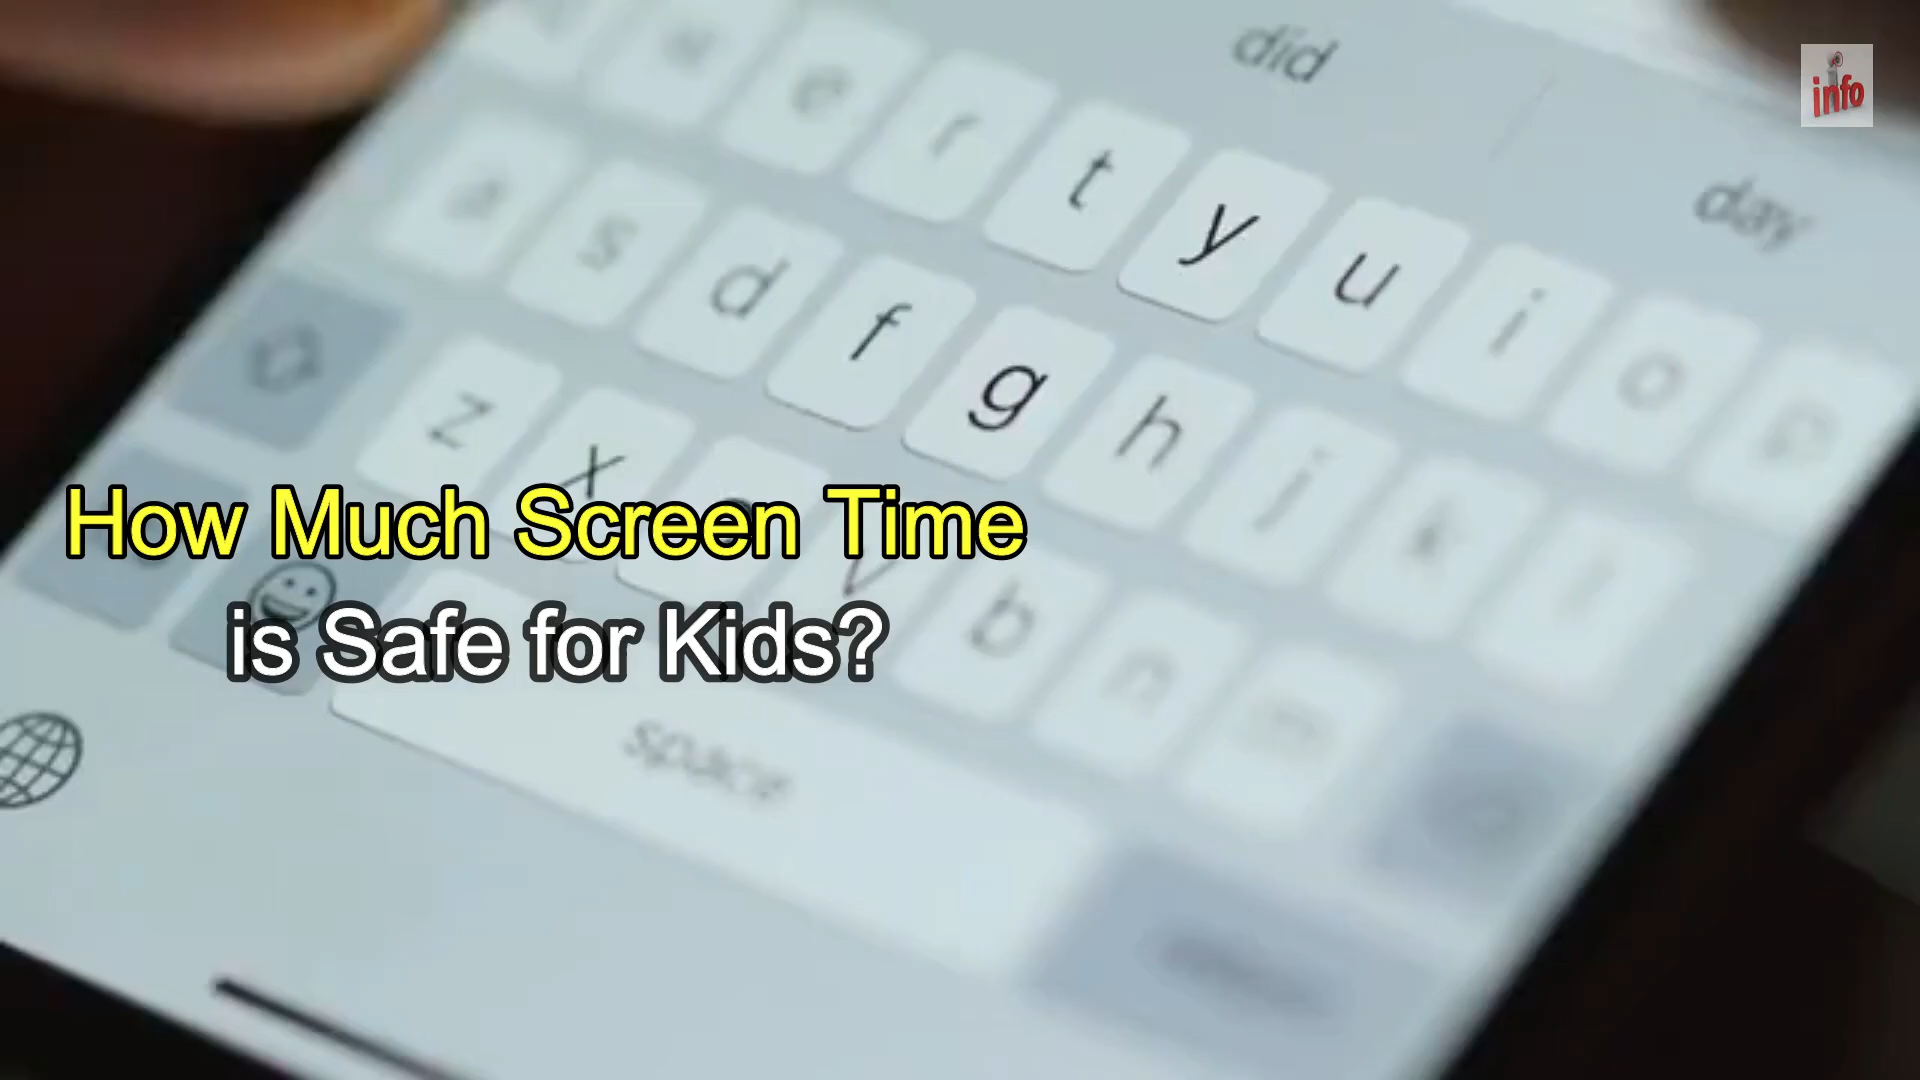 did
day
info
e r t y u i o p
a s d f g h j k l
z x c v b n m
How Much Screen Time
is Safe for Kids?
space